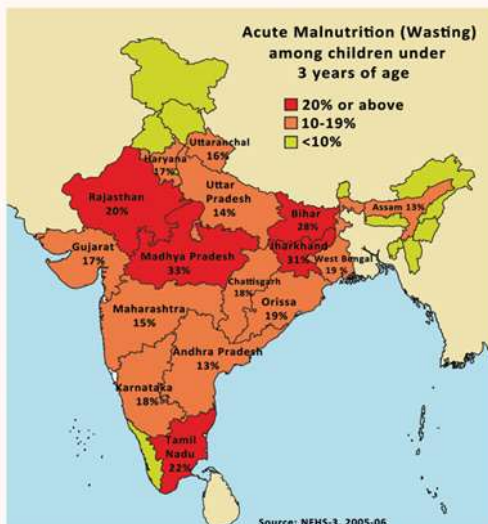 Acute Malnutrition (Wasting)
among children under
3 years of age
20% or above
10-19%
<10%
Uttaranchal
16%
Haryana
17%
Rajasthan
20%
Uttar
Pradesh
14%
Bihar
28%
Assam 13%
Gujarat
17%
Madhya Pradesh
33%
Jharkhand
31%
West Bengal
19 %
Chattisgarh
18%
Orissa
19%
Maharashtra
15%
Andhra Pradesh
13%
Karnataka
18%
Tamil
Nadu
22%
Source: NFHS-3, 2005-06